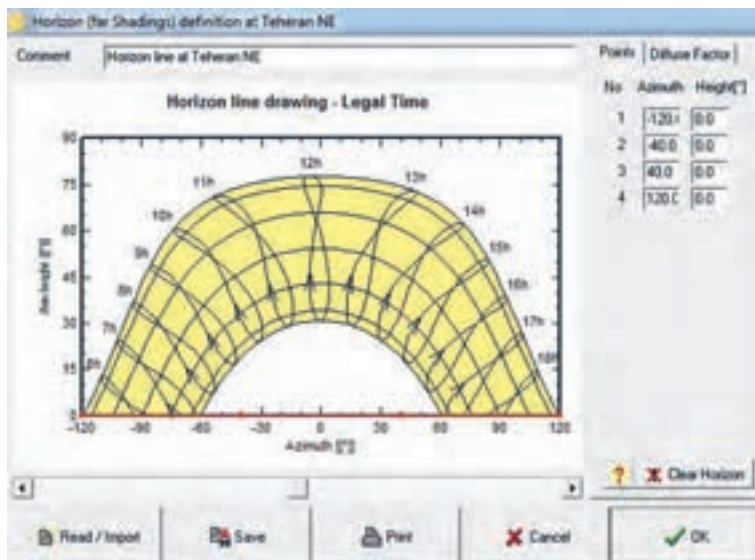 Horizon (far Shadings) definition at Teheran NE
Comment Horizon line at Teheran NE
Points Diffuse Factor
No Azimuth Height[°]
1 -120.0 0.0
2 -40.0 0.0
3 40.0 0.0
4 120.0 0.0
Horizon line drawing - Legal Time
90
75
60
45
30
15
0
Sun height [[°]]
6h
7h
8h
9h
10h
11h
12h
13h
14h
15h
16h
17h
18h
-120 -90 -60 -30 0 30 60 90 120
Azimuth [[°]]
? Clear Horizon
Read / Import Save Print Cancel OK